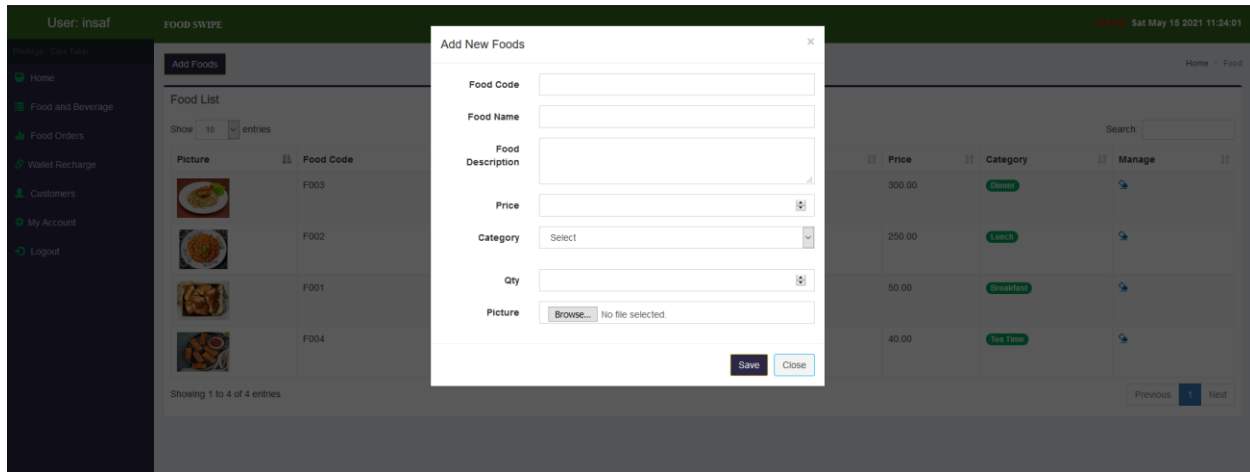 User: insaf
FOOD SWIPE
Sat May 15 2021 11:24:01
Add Foods
Home
Food
Home
Food and Beverage
Food Orders
Wallet Recharge
Customers
My Account
Logout
Food List
Show 10 entries
Search:
Picture Food Code Price Category Manage
F003 300.00 Dinner
F002 250.00 Lunch
F001 50.00 Breakfast
F004 40.00 Tea Time
Showing 1 to 4 of 4 entries
Previous 1 Next
Add New Foods ×
Food Code
Food Name
Food
Description
Price
Category Select
Qty
Picture Browse... No file selected.
Save Close